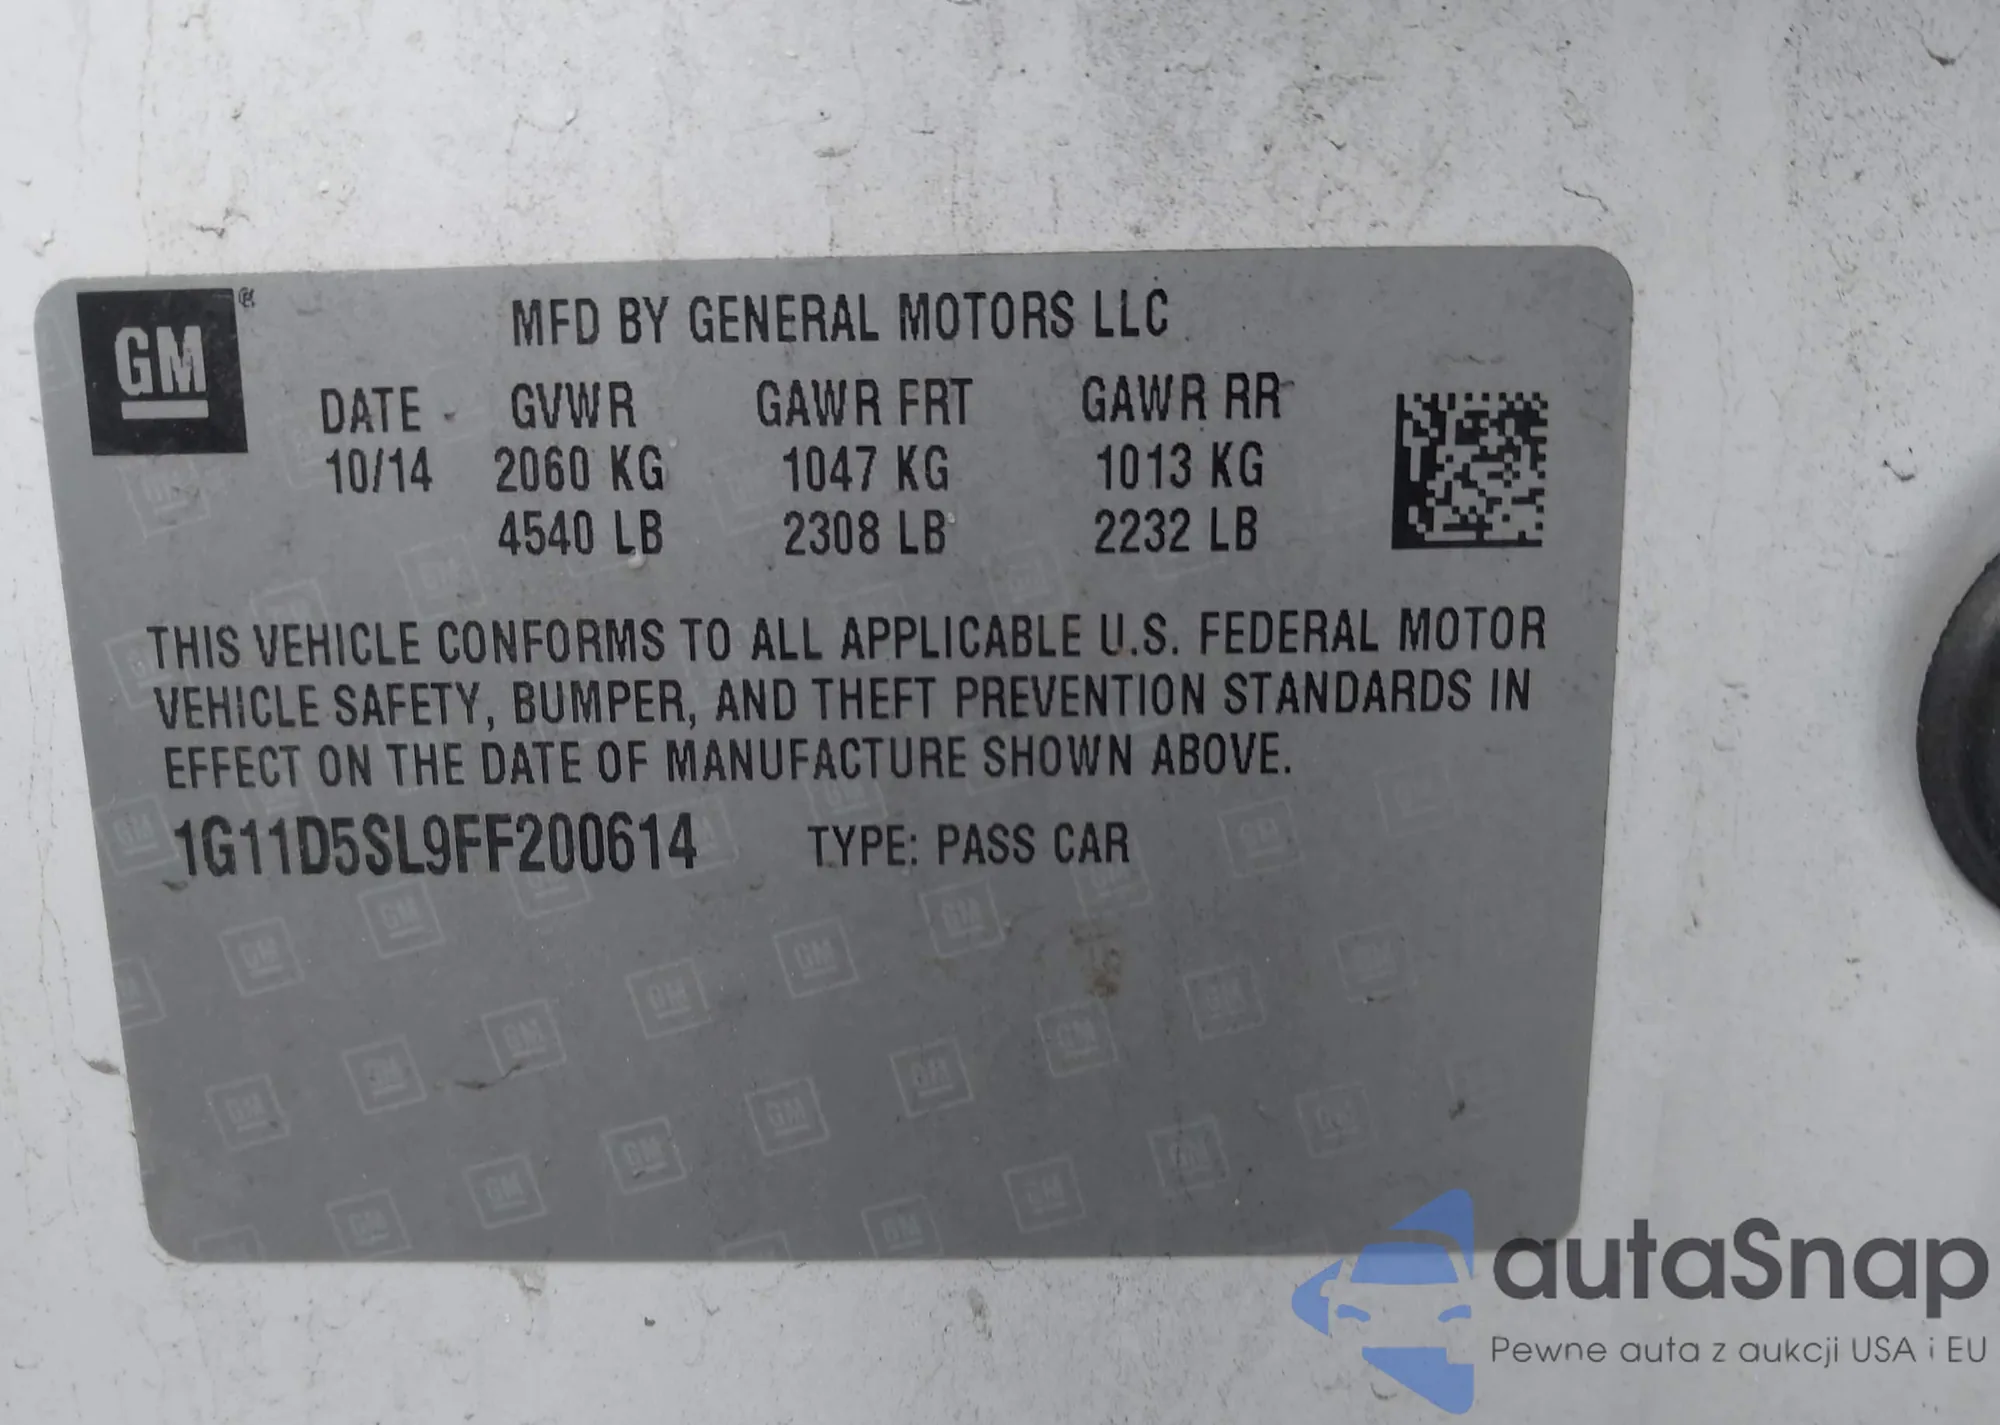 GM
MFD BY GENERAL MOTORS LLC
DATE GVWR GAWR FRT GAWR RR
10/14 2060 KG 1047 KG 1013 KG
4540 LB 2308 LB 2232 LB
THIS VEHICLE CONFORMS TO ALL APPLICABLE U.S. FEDERAL MOTOR
VEHICLE SAFETY, BUMPER, AND THEFT PREVENTION STANDARDS IN
EFFECT ON THE DATE OF MANUFACTURE SHOWN ABOVE.
1G11D5SL9FF200614 TYPE: PASS CAR
autaSnap
Pewne auta z aukcji USA i EU